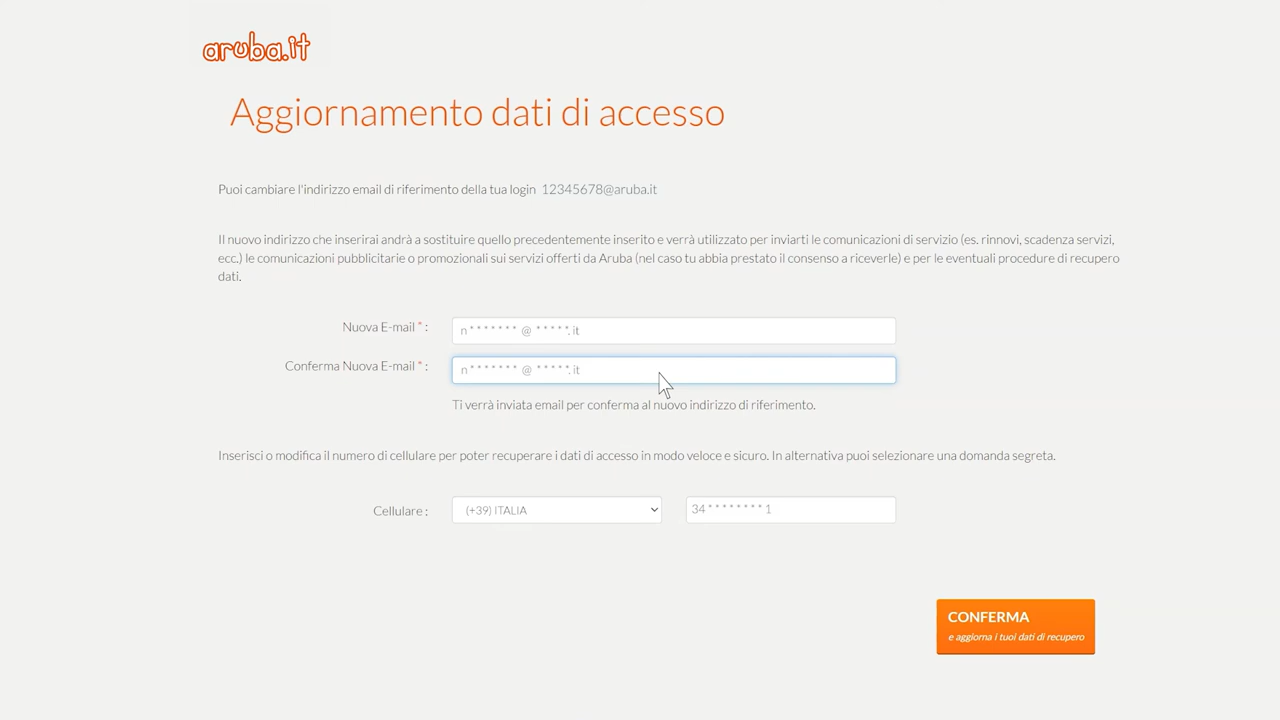 aruba.it
Aggiornamento dati di accesso
Puoi cambiare l'indirizzo email di riferimento della tua login 12345678@aruba.it
Il nuovo indirizzo che inserirai andrà a sostituire quello precedentemente inserito e verrà utilizzato per inviarti le comunicazioni di servizio (es. rinnovi, scadenza servizi,
ecc.) le comunicazioni pubblicitarie o promozionali sui servizi offerti da Aruba (nel caso tu abbia prestato il consenso a riceverle) e per le eventuali procedure di recupero
dati.
Nuova E-mail * : n * * * * * * * @ * * * * *. it
Conferma Nuova E-mail * : n * * * * * * * @ * * * * *. it
Ti verrà inviata email per conferma al nuovo indirizzo di riferimento.
Inserisci o modifica il numero di cellulare per poter recuperare i dati di accesso in modo veloce e sicuro. In alternativa puoi selezionare una domanda segreta.
Cellulare : (+39) ITALIA 34 * * * * * * * * 1
CONFERMA
e aggiorna i tuoi dati di recupero